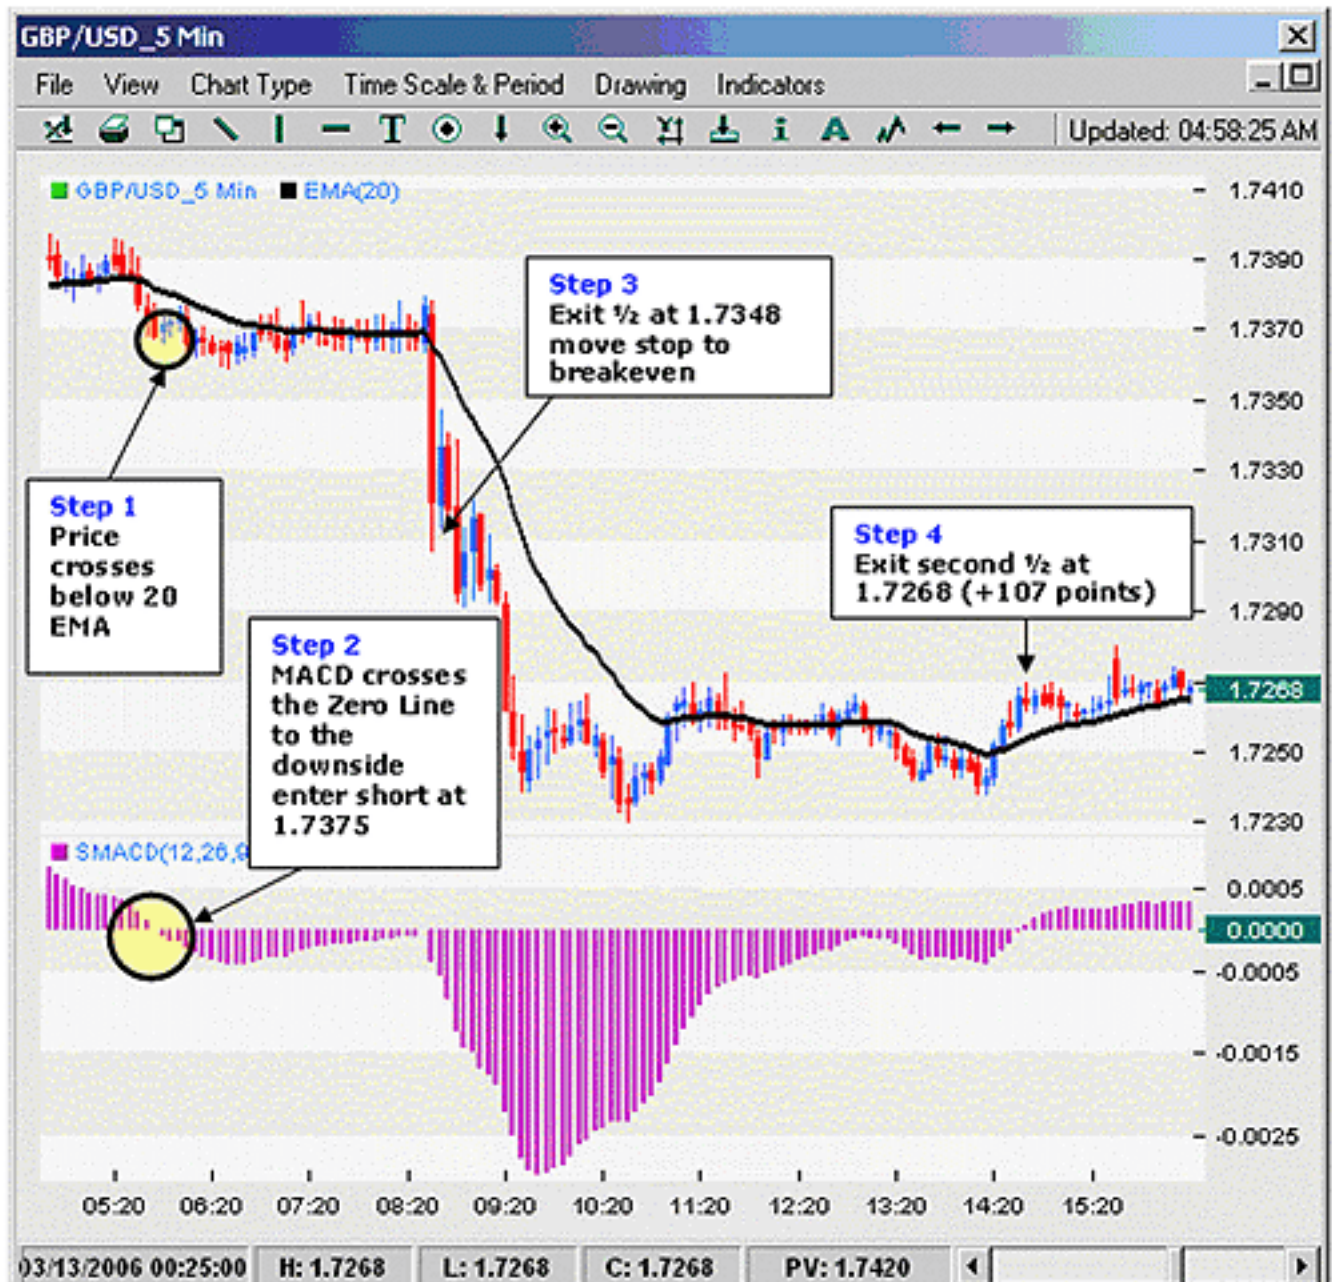 GBP/USD_5 Min
File View Chart Type Time Scale & Period Drawing Indicators
T i A Updated: 04:58:25 AM
GBP/USD_5 Min EMA(20)
1.7410
1.7390
1.7370
1.7350
1.7330
1.7310
1.7290
1.7268
1.7250
1.7230
Step 3
Exit ½ at 1.7348
move stop to
breakeven
Step 1
Price
crosses
below 20
EMA
Step 4
Exit second ½ at
1.7268 (+107 points)
Step 2
MACD crosses
the Zero Line
to the
downside
enter short at
1.7375
SMACD(12,26,9
0.0005
0.0000
-0.0005
-0.0015
-0.0025
05:20 06:20 07:20 08:20 09:20 10:20 11:20 12:20 13:20 14:20 15:20
03/13/2006 00:25:00 H: 1.7268 L: 1.7268 C: 1.7268 PV: 1.7420